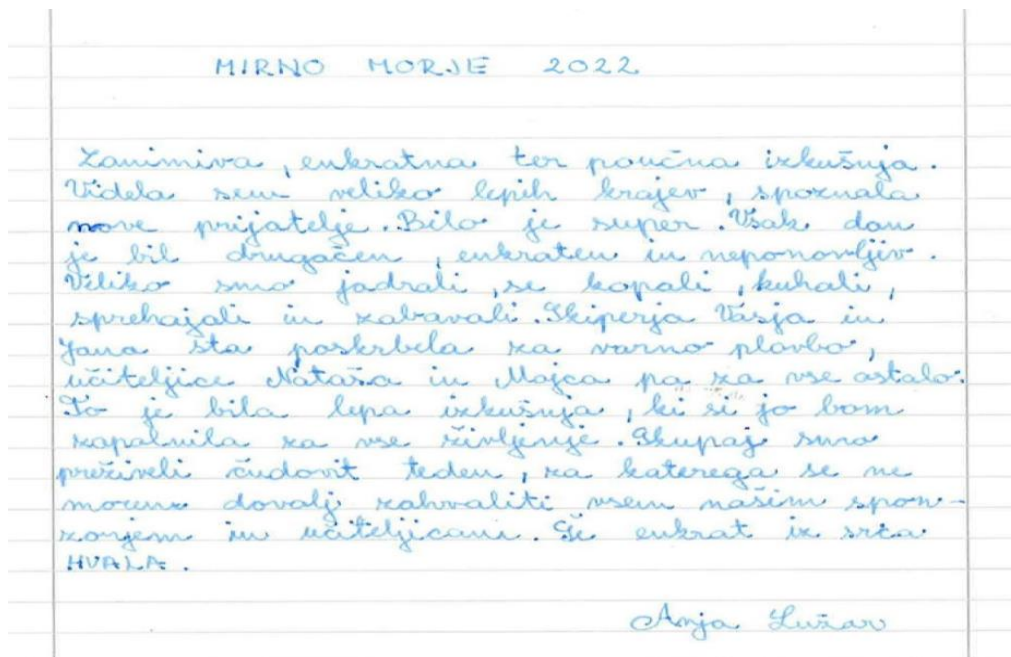 MIRNO MORJE 2022
Zanimiva, enkratna ter poučna izkušnja.
Videla sem veliko lepih krajev, spoznala
nove prijatelje. Bilo je super. Vsak dan
je bil drugačen, enkraten in neponovljiv.
Veliko smo jadrali, se kopali, kuhali,
sprehajali in zabavali. Skiperja Vasja in
Jana sta poskrbela za varno plovbo,
učiteljice Nataša in Mojca pa za vse ostalo.
To je bila lepa izkušnja, ki si jo bom
zapolnila za vse življenje. Skupaj smo
preživeli čudovit teden, za katerega se ne
morem dovolj zahvaliti vsem našim spon-
zorjem in učiteljicam. Še enkrat iz srca
HVALA.
Anja Lužar